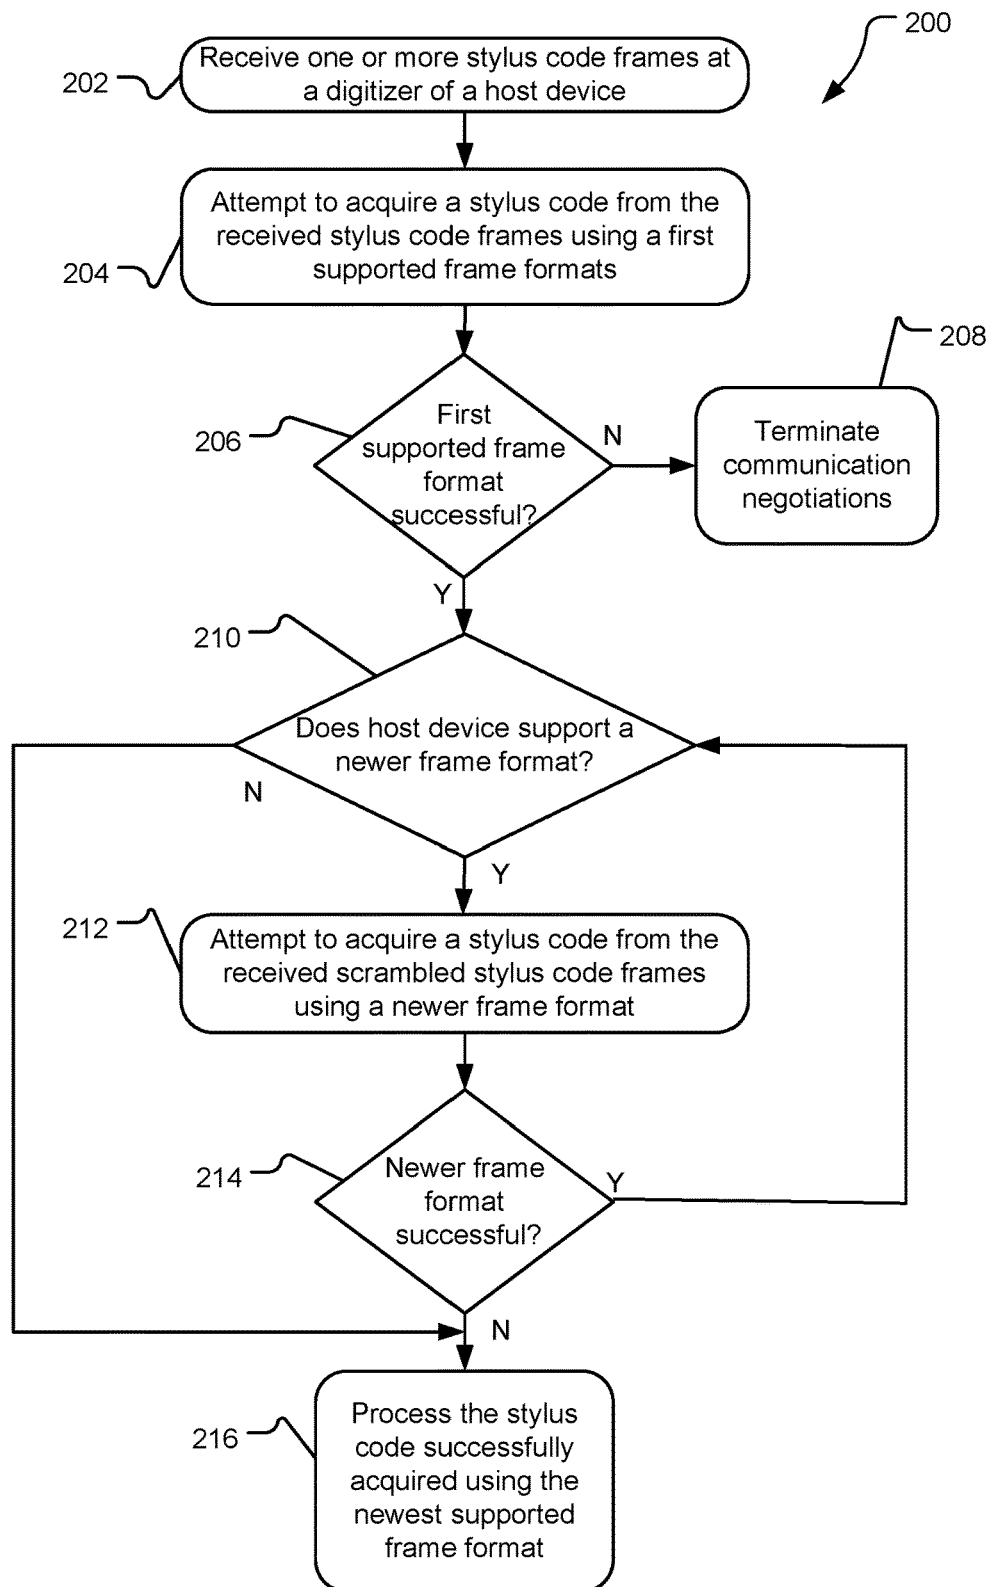 200
202
Receive one or more stylus code frames at
a digitizer of a host device
204
Attempt to acquire a stylus code from the
received stylus code frames using a first
supported frame formats
206
First
supported frame
format
successful?
N
208
Terminate
communication
negotiations
Y
210
Does host device support a
newer frame format?
N
Y
212
Attempt to acquire a stylus code from the
received scrambled stylus code frames
using a newer frame format
214
Newer frame
format
successful?
Y
N
216
Process the stylus
code successfully
acquired using the
newest supported
frame format